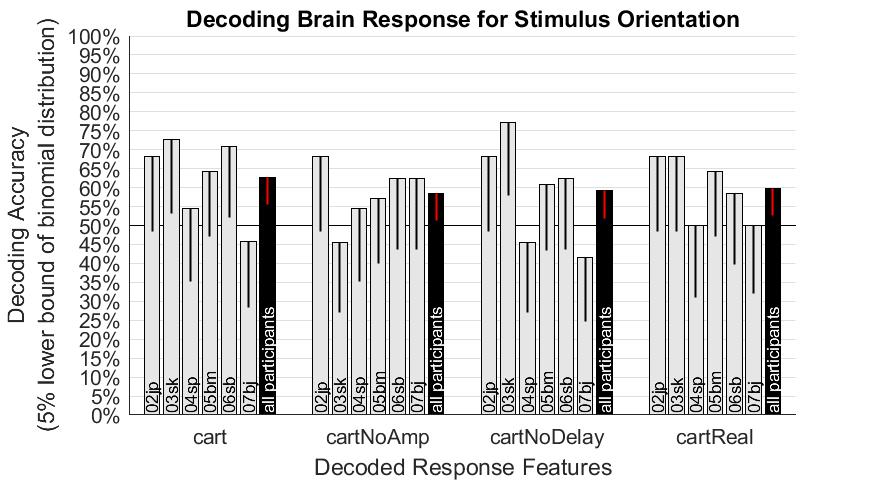 Decoding Brain Response for Stimulus Orientation
Decoding Accuracy
(5% lower bound of binomial distribution)
100%
95%
90%
85%
80%
75%
70%
65%
60%
55%
50%
45%
40%
35%
30%
25%
20%
15%
10%
5%
0%
02jp 03sk 04sp 05bm 06sb 07bj all participants
02jp 03sk 04sp 05bm 06sb 07bj all participants
02jp 03sk 04sp 05bm 06sb 07bj all participants
02jp 03sk 04sp 05bm 06sb 07bj all participants
cart cartNoAmp cartNoDelay cartReal
Decoded Response Features